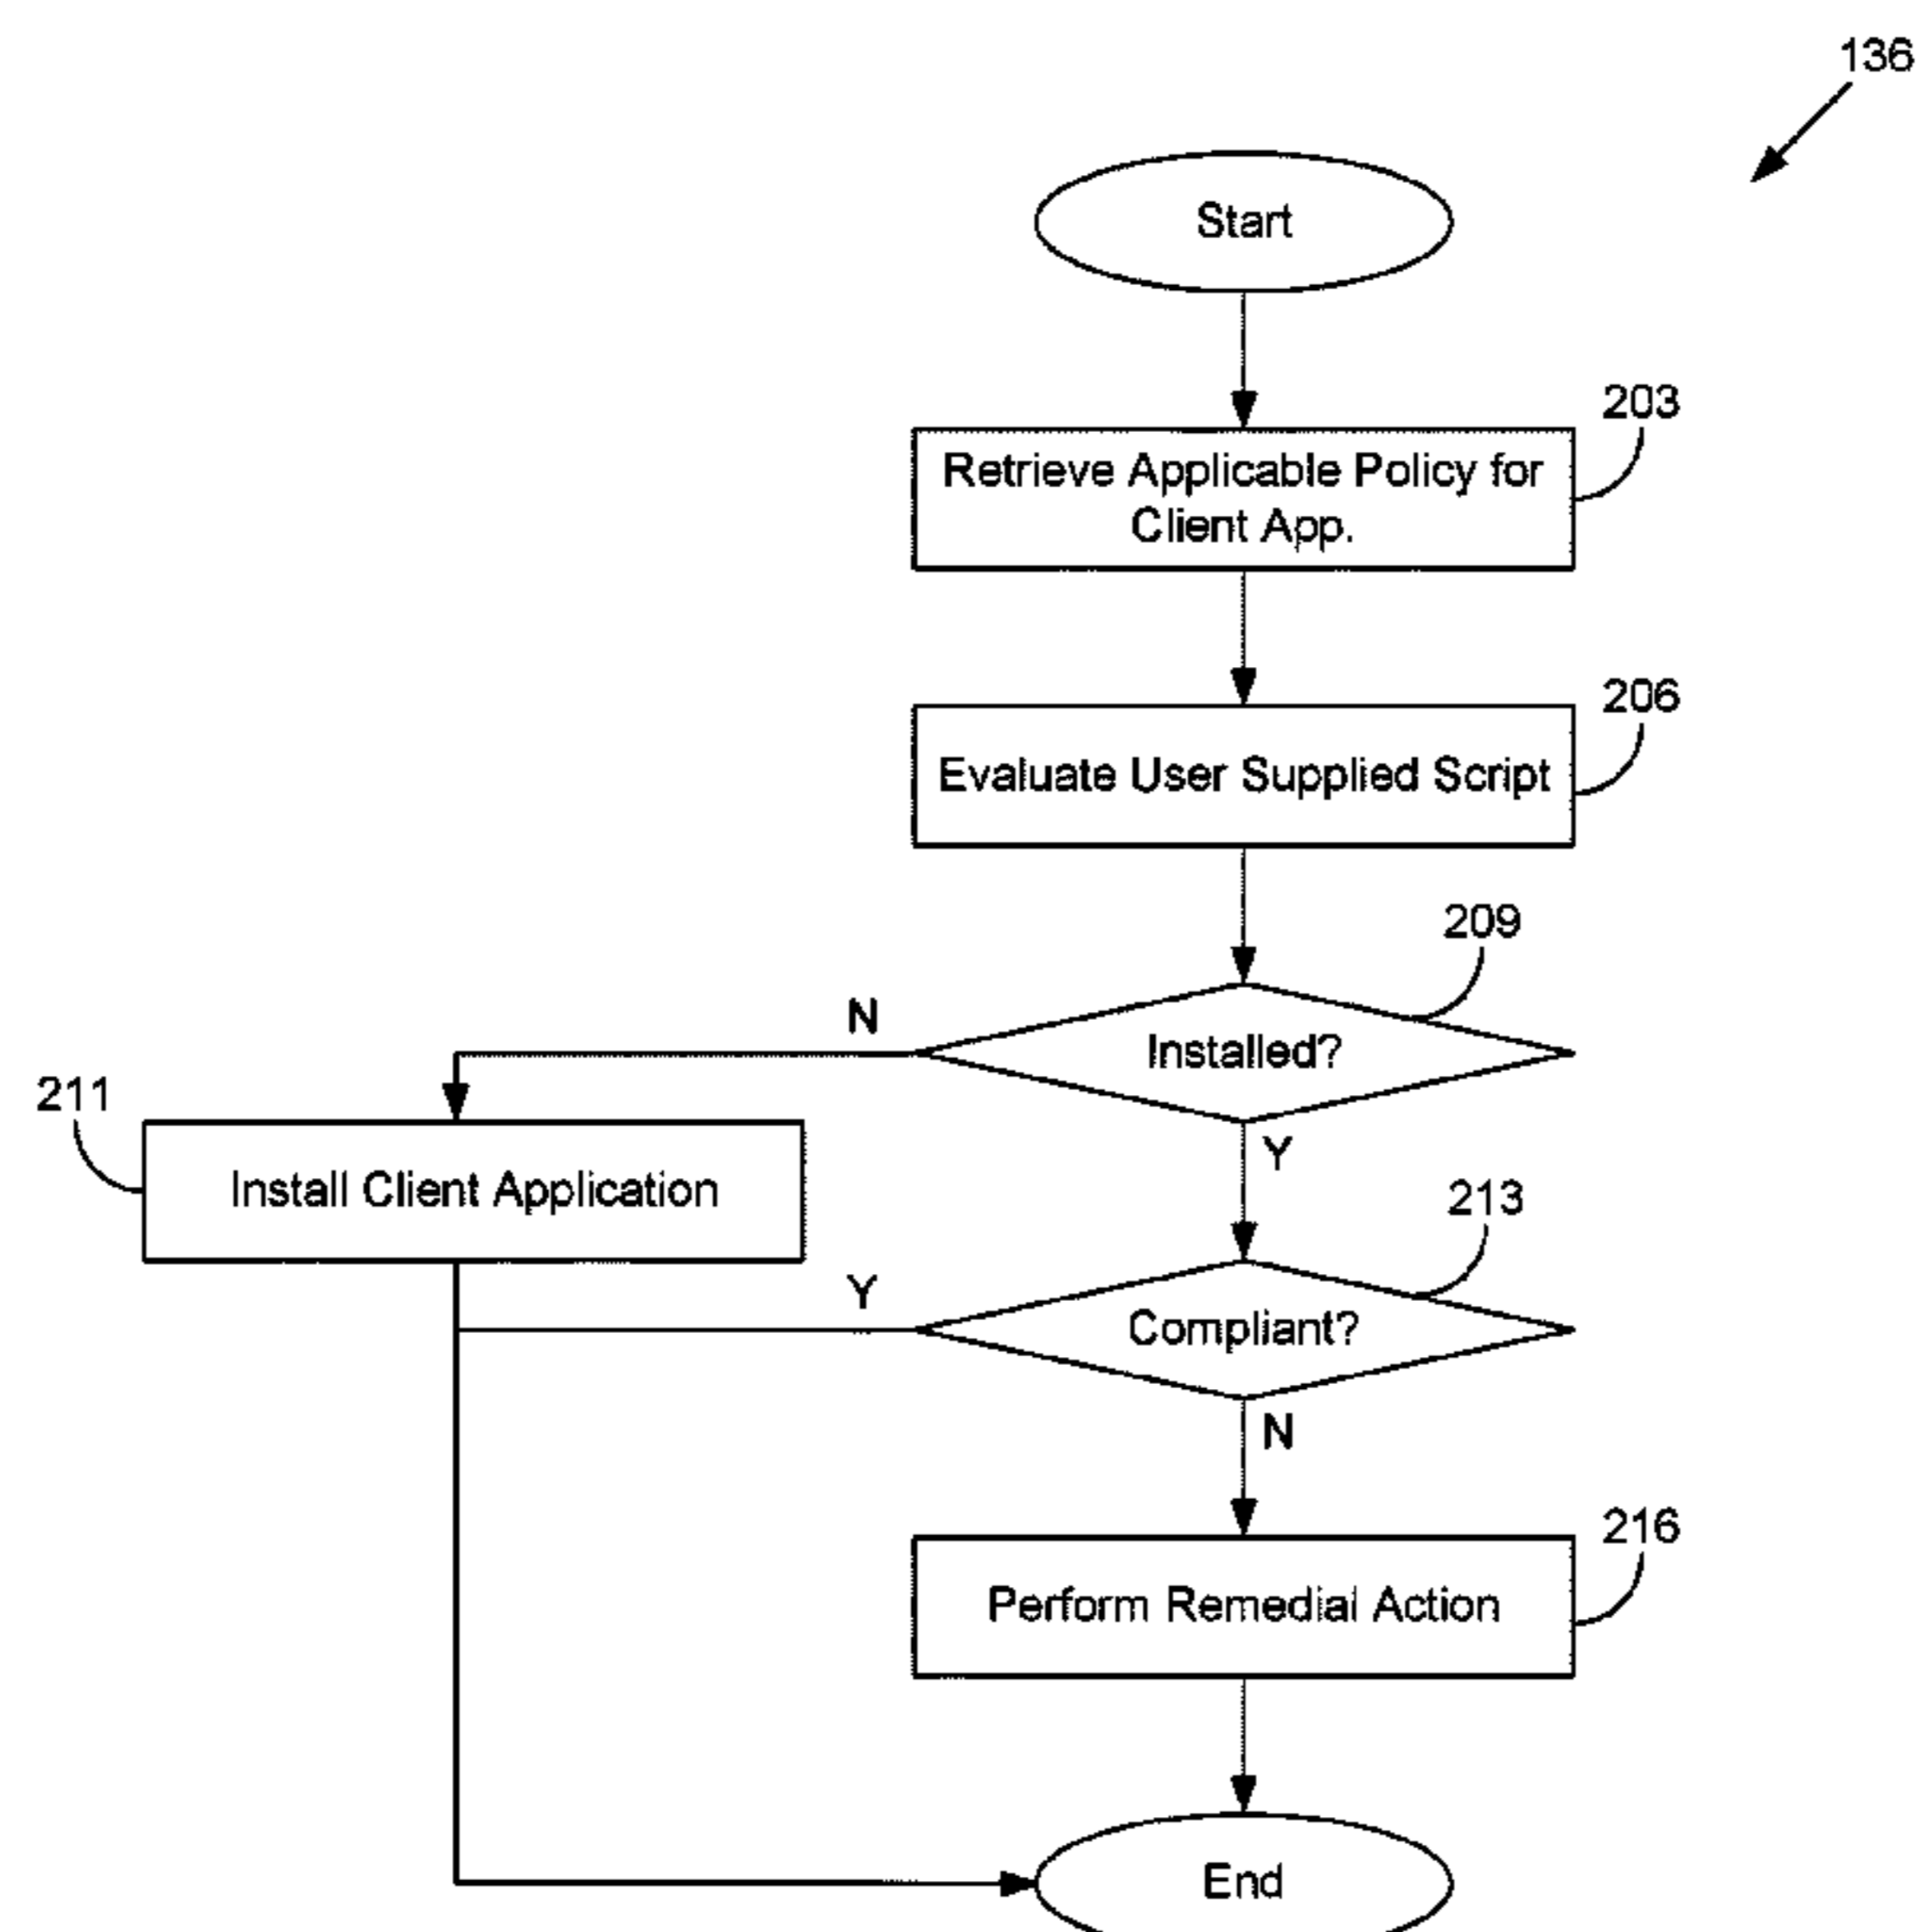 136
Start
203
Retrieve Applicable Policy for
Client App.
206
Evaluate User Supplied Script
209
N
Installed?
211
Y
Install Client Application
213
Y
Compliant?
N
216
Perform Remedial Action
End